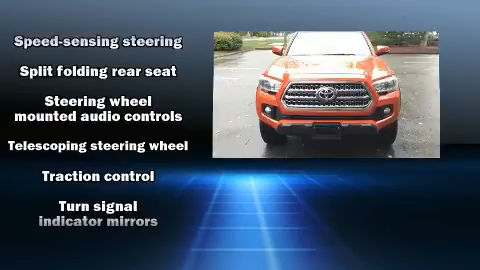 Speed-sensing steering
Split folding rear seat
Steering wheel
mounted audio controls
Telescoping steering wheel
Traction control
Turn signal
indicator mirrors